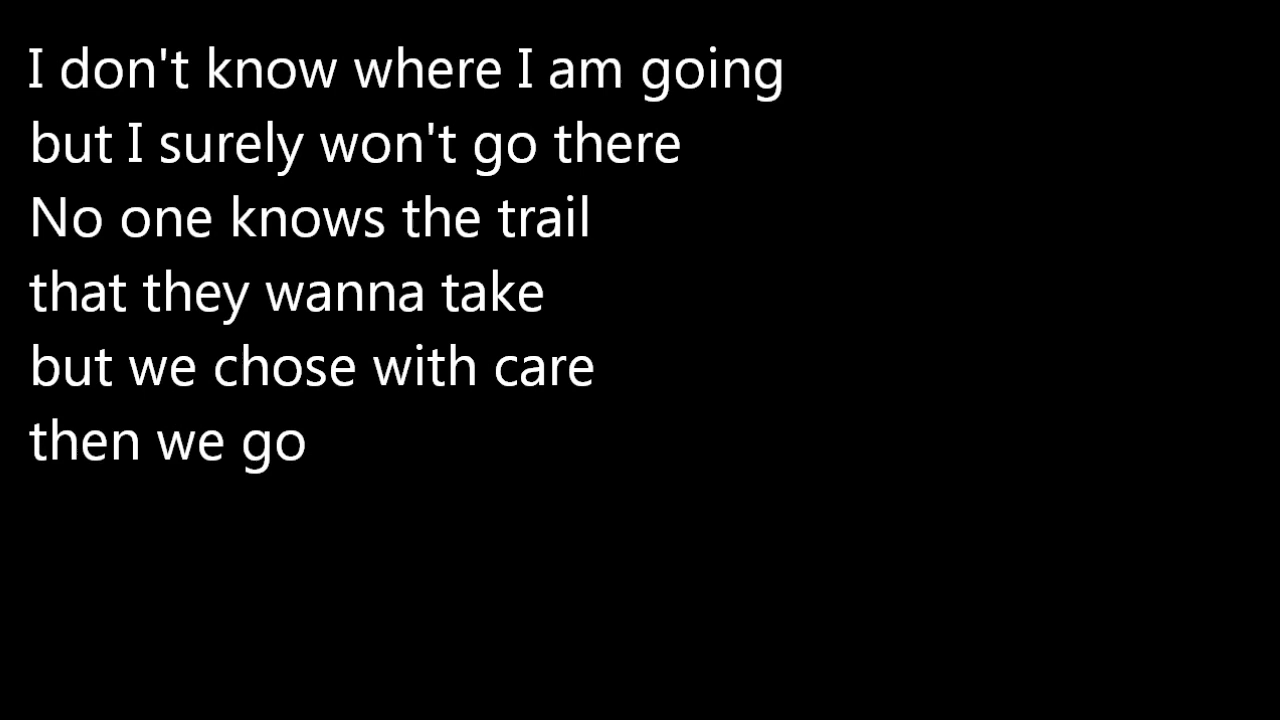 I don't know where I am going
but I surely won't go there
No one knows the trail
that they wanna take
but we chose with care
then we go